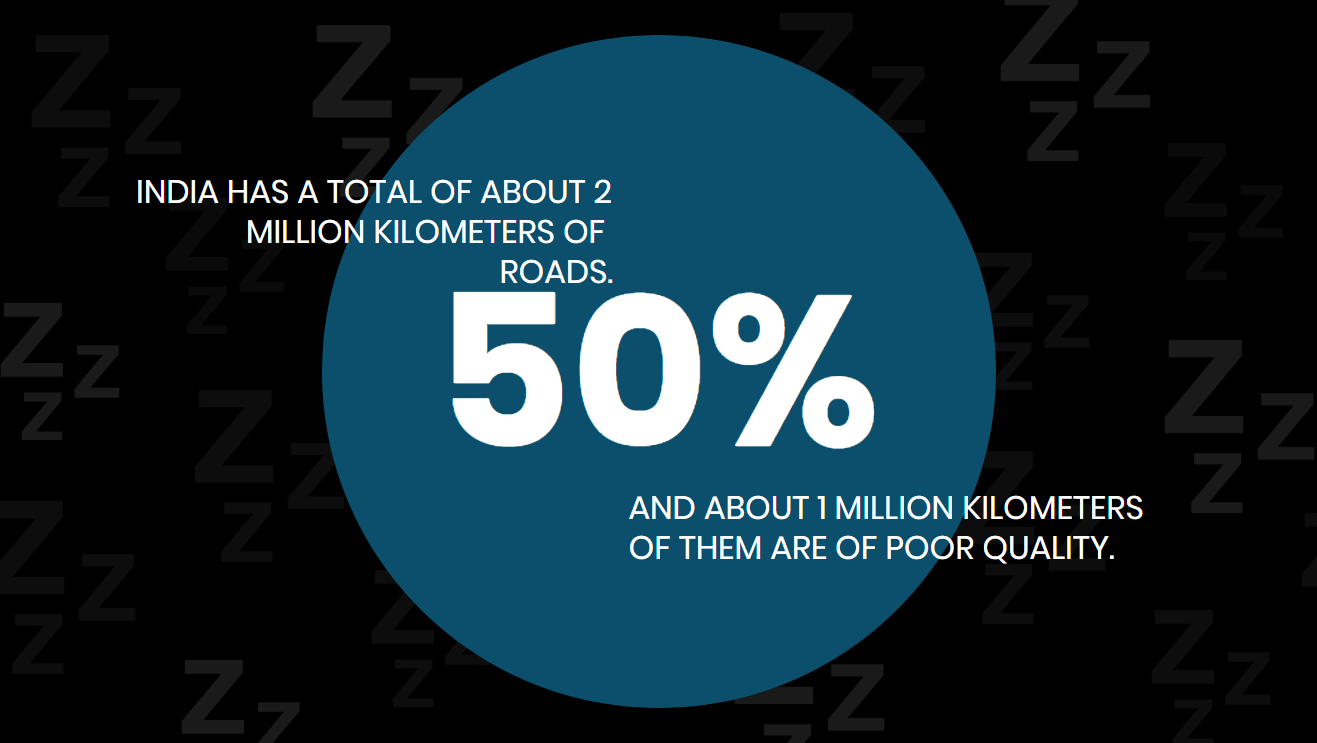 INDIA HAS A TOTAL OF ABOUT 2
MILLION KILOMETERS OF
ROADS.
50%
AND ABOUT 1 MILLION KILOMETERS
OF THEM ARE OF POOR QUALITY.